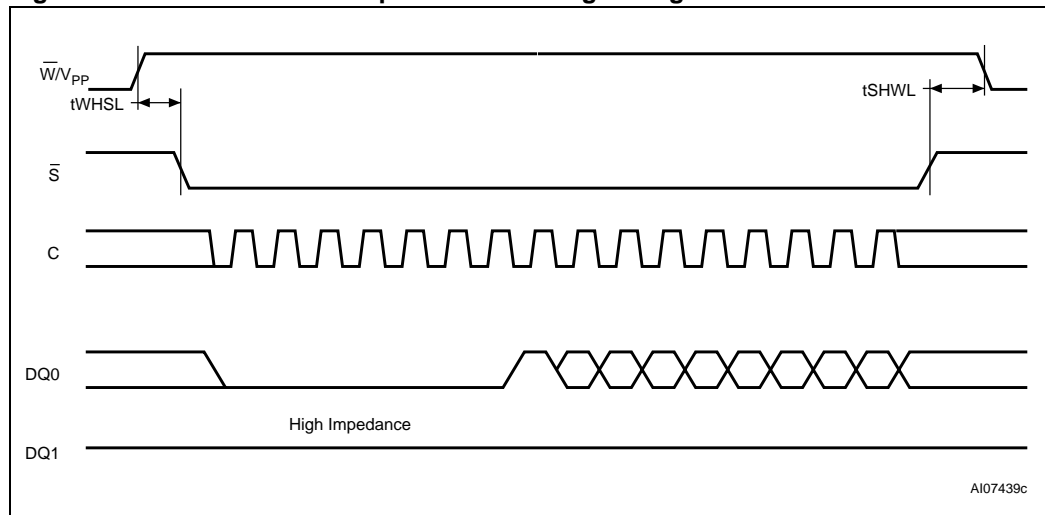 W̅/VPP
tWHSL
tSHWL
S̅
C
DQ0
High Impedance
DQ1
AI07439c